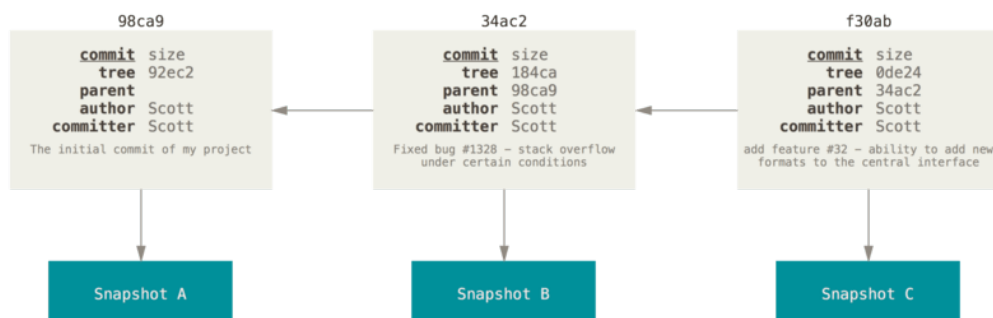 98ca9
commit size
tree 92ec2
parent
author Scott
committer Scott
The initial commit of my project
Snapshot A
34ac2
commit size
tree 184ca
parent 98ca9
author Scott
committer Scott
Fixed bug #1328 – stack overflow
under certain conditions
Snapshot B
f30ab
commit size
tree 0de24
parent 34ac2
author Scott
committer Scott
add feature #32 – ability to add new
formats to the central interface
Snapshot C